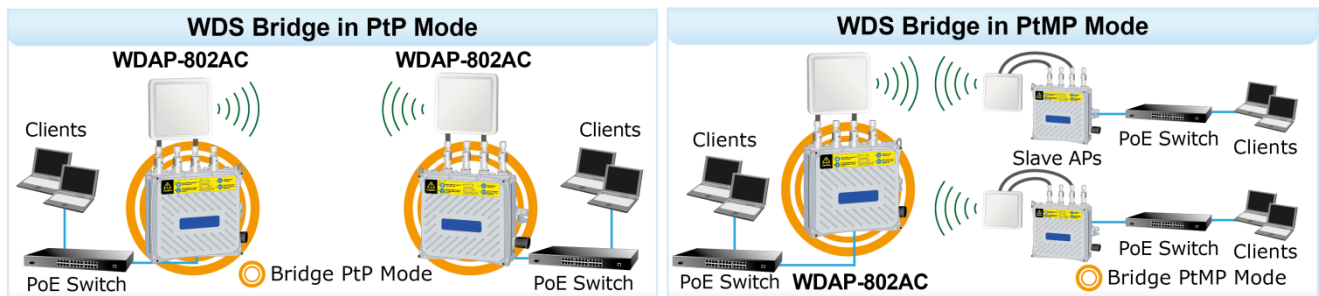 WDS Bridge in PtP Mode
WDAP-802AC
WDAP-802AC
Clients
Clients
PoE Switch
Bridge PtP Mode
PoE Switch
WDS Bridge in PtMP Mode
Clients
PoE Switch
WDAP-802AC
PoE Switch
Clients
Slave APs
PoE Switch
Clients
Bridge PtMP Mode